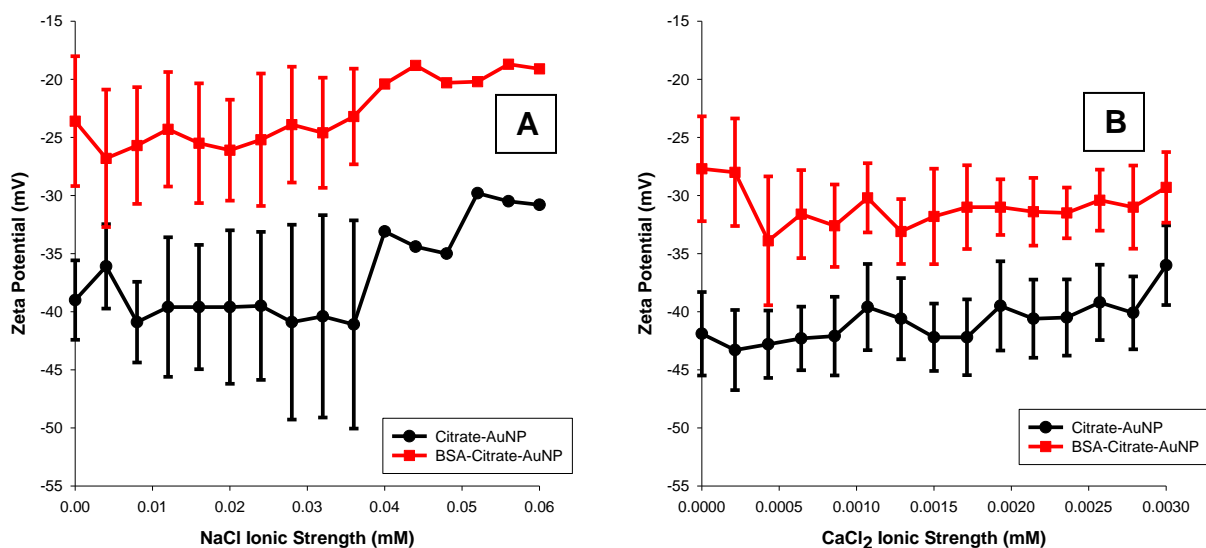 -15
-20
-25
-30
-35
-40
-45
-50
-55
Zeta Potential (mV)
A
Citrate-AuNP
BSA-Citrate-AuNP
0.00 0.01 0.02 0.03 0.04 0.05 0.06
NaCl Ionic Strength (mM)
-15
-20
-25
-30
-35
-40
-45
-50
-55
Zeta Potential (mV)
B
Citrate-AuNP
BSA-Citrate-AuNP
0.0000 0.0005 0.0010 0.0015 0.0020 0.0025 0.0030
CaCl2 Ionic Strength (mM)